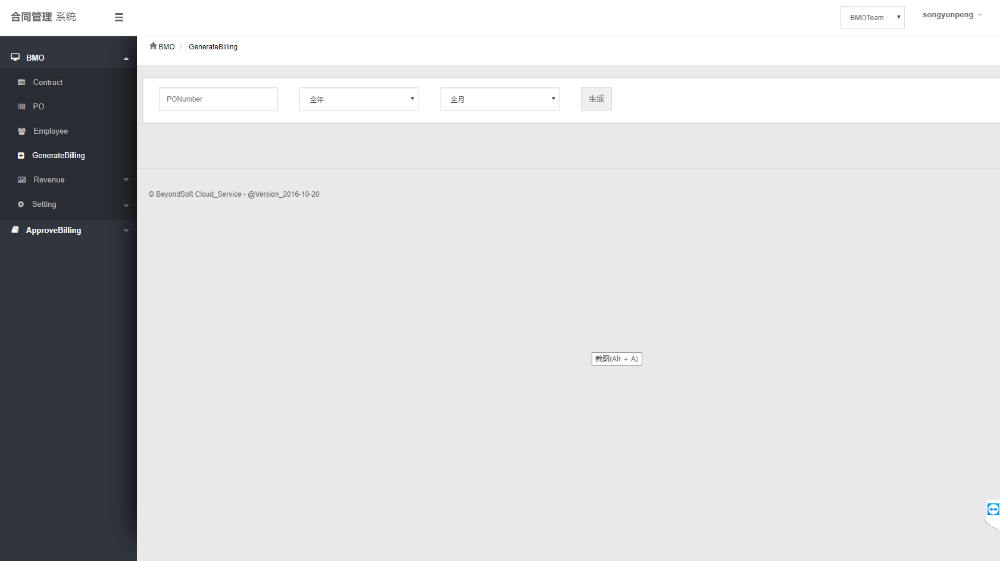 合同管理 系统
BMOTeam
songyunpeng
BMO
Contract
PO
Employee
GenerateBilling
Revenue
Setting
ApproveBilling
BMO / GenerateBilling
PONumber
全年
全月
生成
© BeyondSoft Cloud_Service - @Version_2016-10-20
截图(Alt + A)